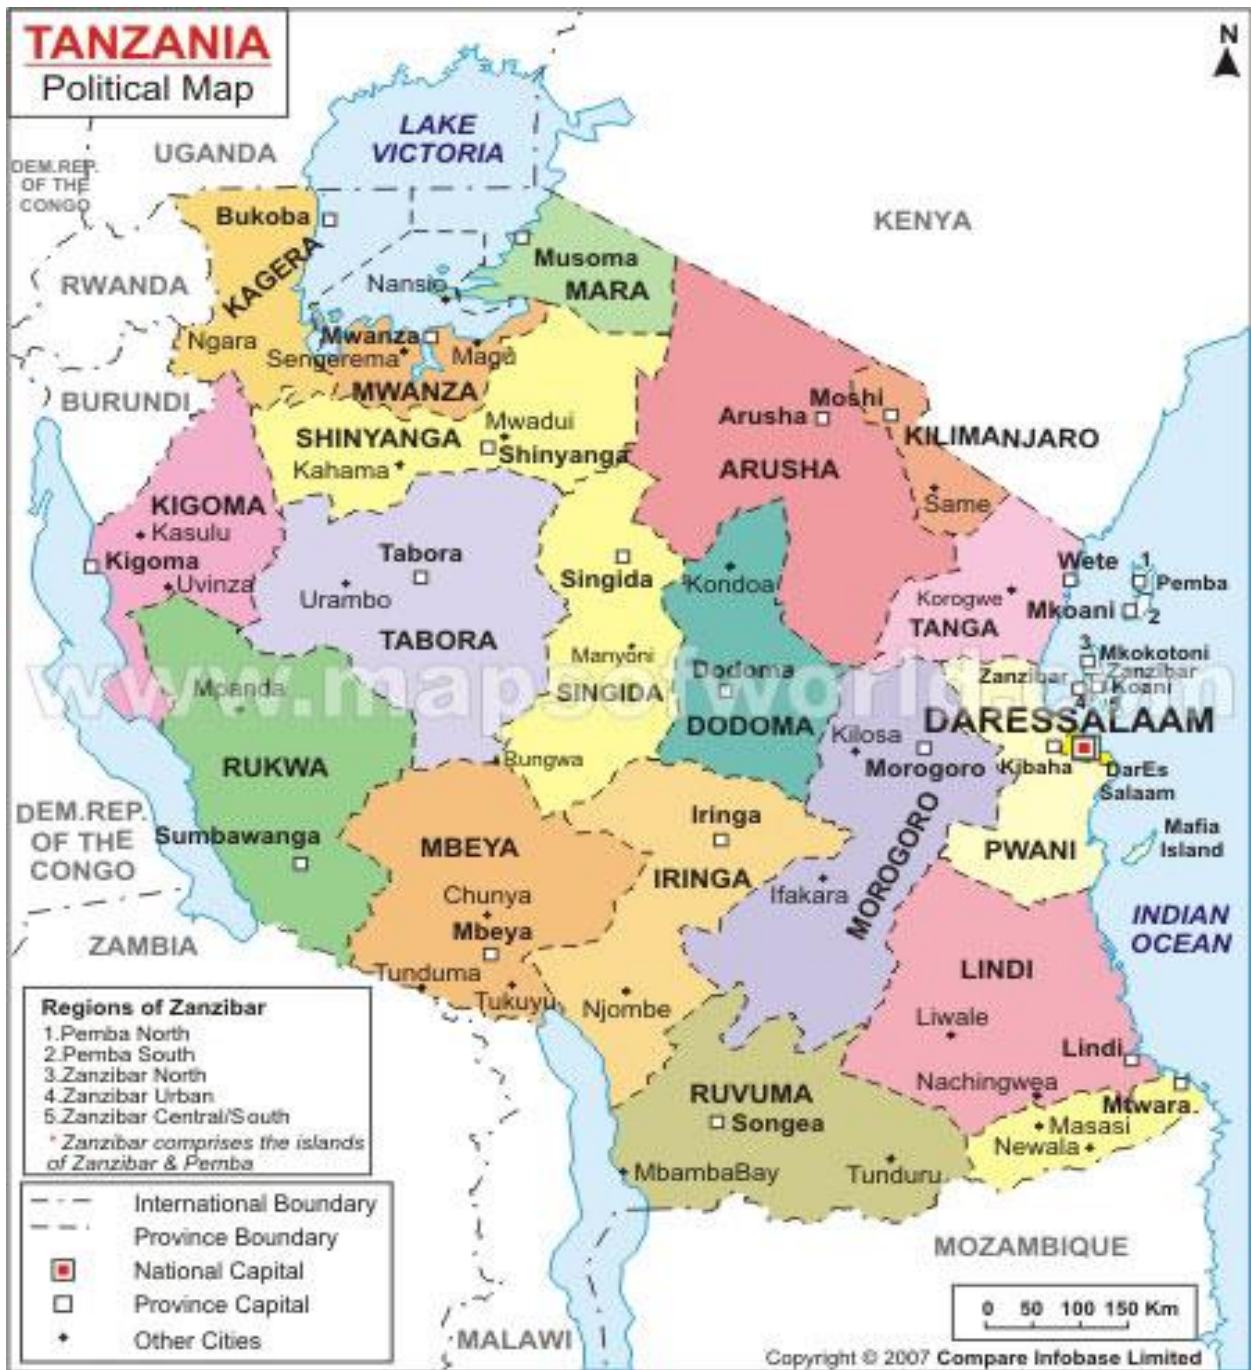 TANZANIA
Political Map
N
LAKE
VICTORIA
UGANDA
DEM.REP.
OF THE
CONGO
KENYA
Bukoba
KAGERA
Musoma
MARA
RWANDA
Nansio
Ngara
Mwanza
Sengerema
Magu
MWANZA
BURUNDI
Moshi
Arusha
KILIMANJARO
ARUSHA
SHINYANGA
Mwadui
Shinyanga
Kahama
Same
KIGOMA
Kasulu
Kigoma
Uvinza
Tabora
Urambo
TABORA
Singida
Kondoa
Manyoni
SINGIDA
Dodoma
DODOMA
Korogwe
TANGA
Wete
1
Pemba
Mkoani
2
3
Mkokotoni
Zanzibar
Zanzibar
Koani
4
5
www.mapsofworld.com
Mpanda
RUKWA
Rungwa
DARESSALAAM
Kilosa
Morogoro
Kibaha
DarEs
Salaam
MOROGORO
DEM.REP.
OF THE
CONGO
Sumbawanga
MBEYA
Iringa
IRINGA
PWANI
Mafia
Island
Chunya
Mbeya
Ifakara
INDIAN
OCEAN
ZAMBIA
Tunduma
Tukuyu
Njombe
LINDI
Liwale
Lindi
Nachingwea
Mtwara.
Masasi
Newala
RUVUMA
Songea
MbambaBay
Tunduru
MOZAMBIQUE
MALAWI
Regions of Zanzibar
1.Pemba North
2.Pemba South
3.Zanzibar North
4.Zanzibar Urban
5.Zanzibar Central/South
* Zanzibar comprises the islands
of Zanzibar & Pemba
International Boundary
Province Boundary
National Capital
Province Capital
Other Cities
0 50 100 150 Km
Copyright © 2007 Compare Infobase Limited